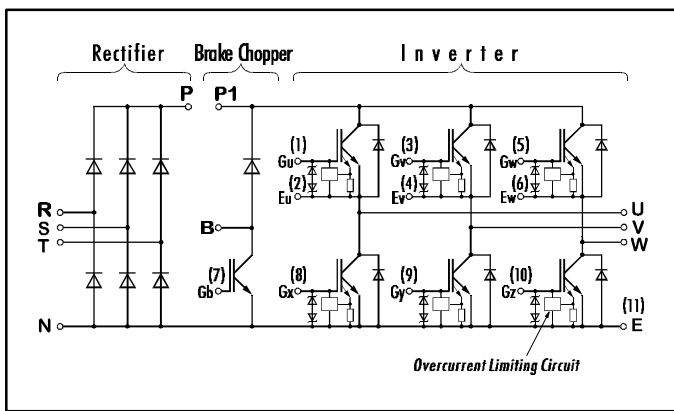 Rectifier Brake Chopper Inverter
P P1
(1) (3) (5)
Gu Gv Gw
(2) (4) (6)
Eu Ev Ew
R U
S B V
T W
(7) (8) (9) (10)
Gb Gx Gy Gz (11)
N E
Overcurrent Limiting Circuit